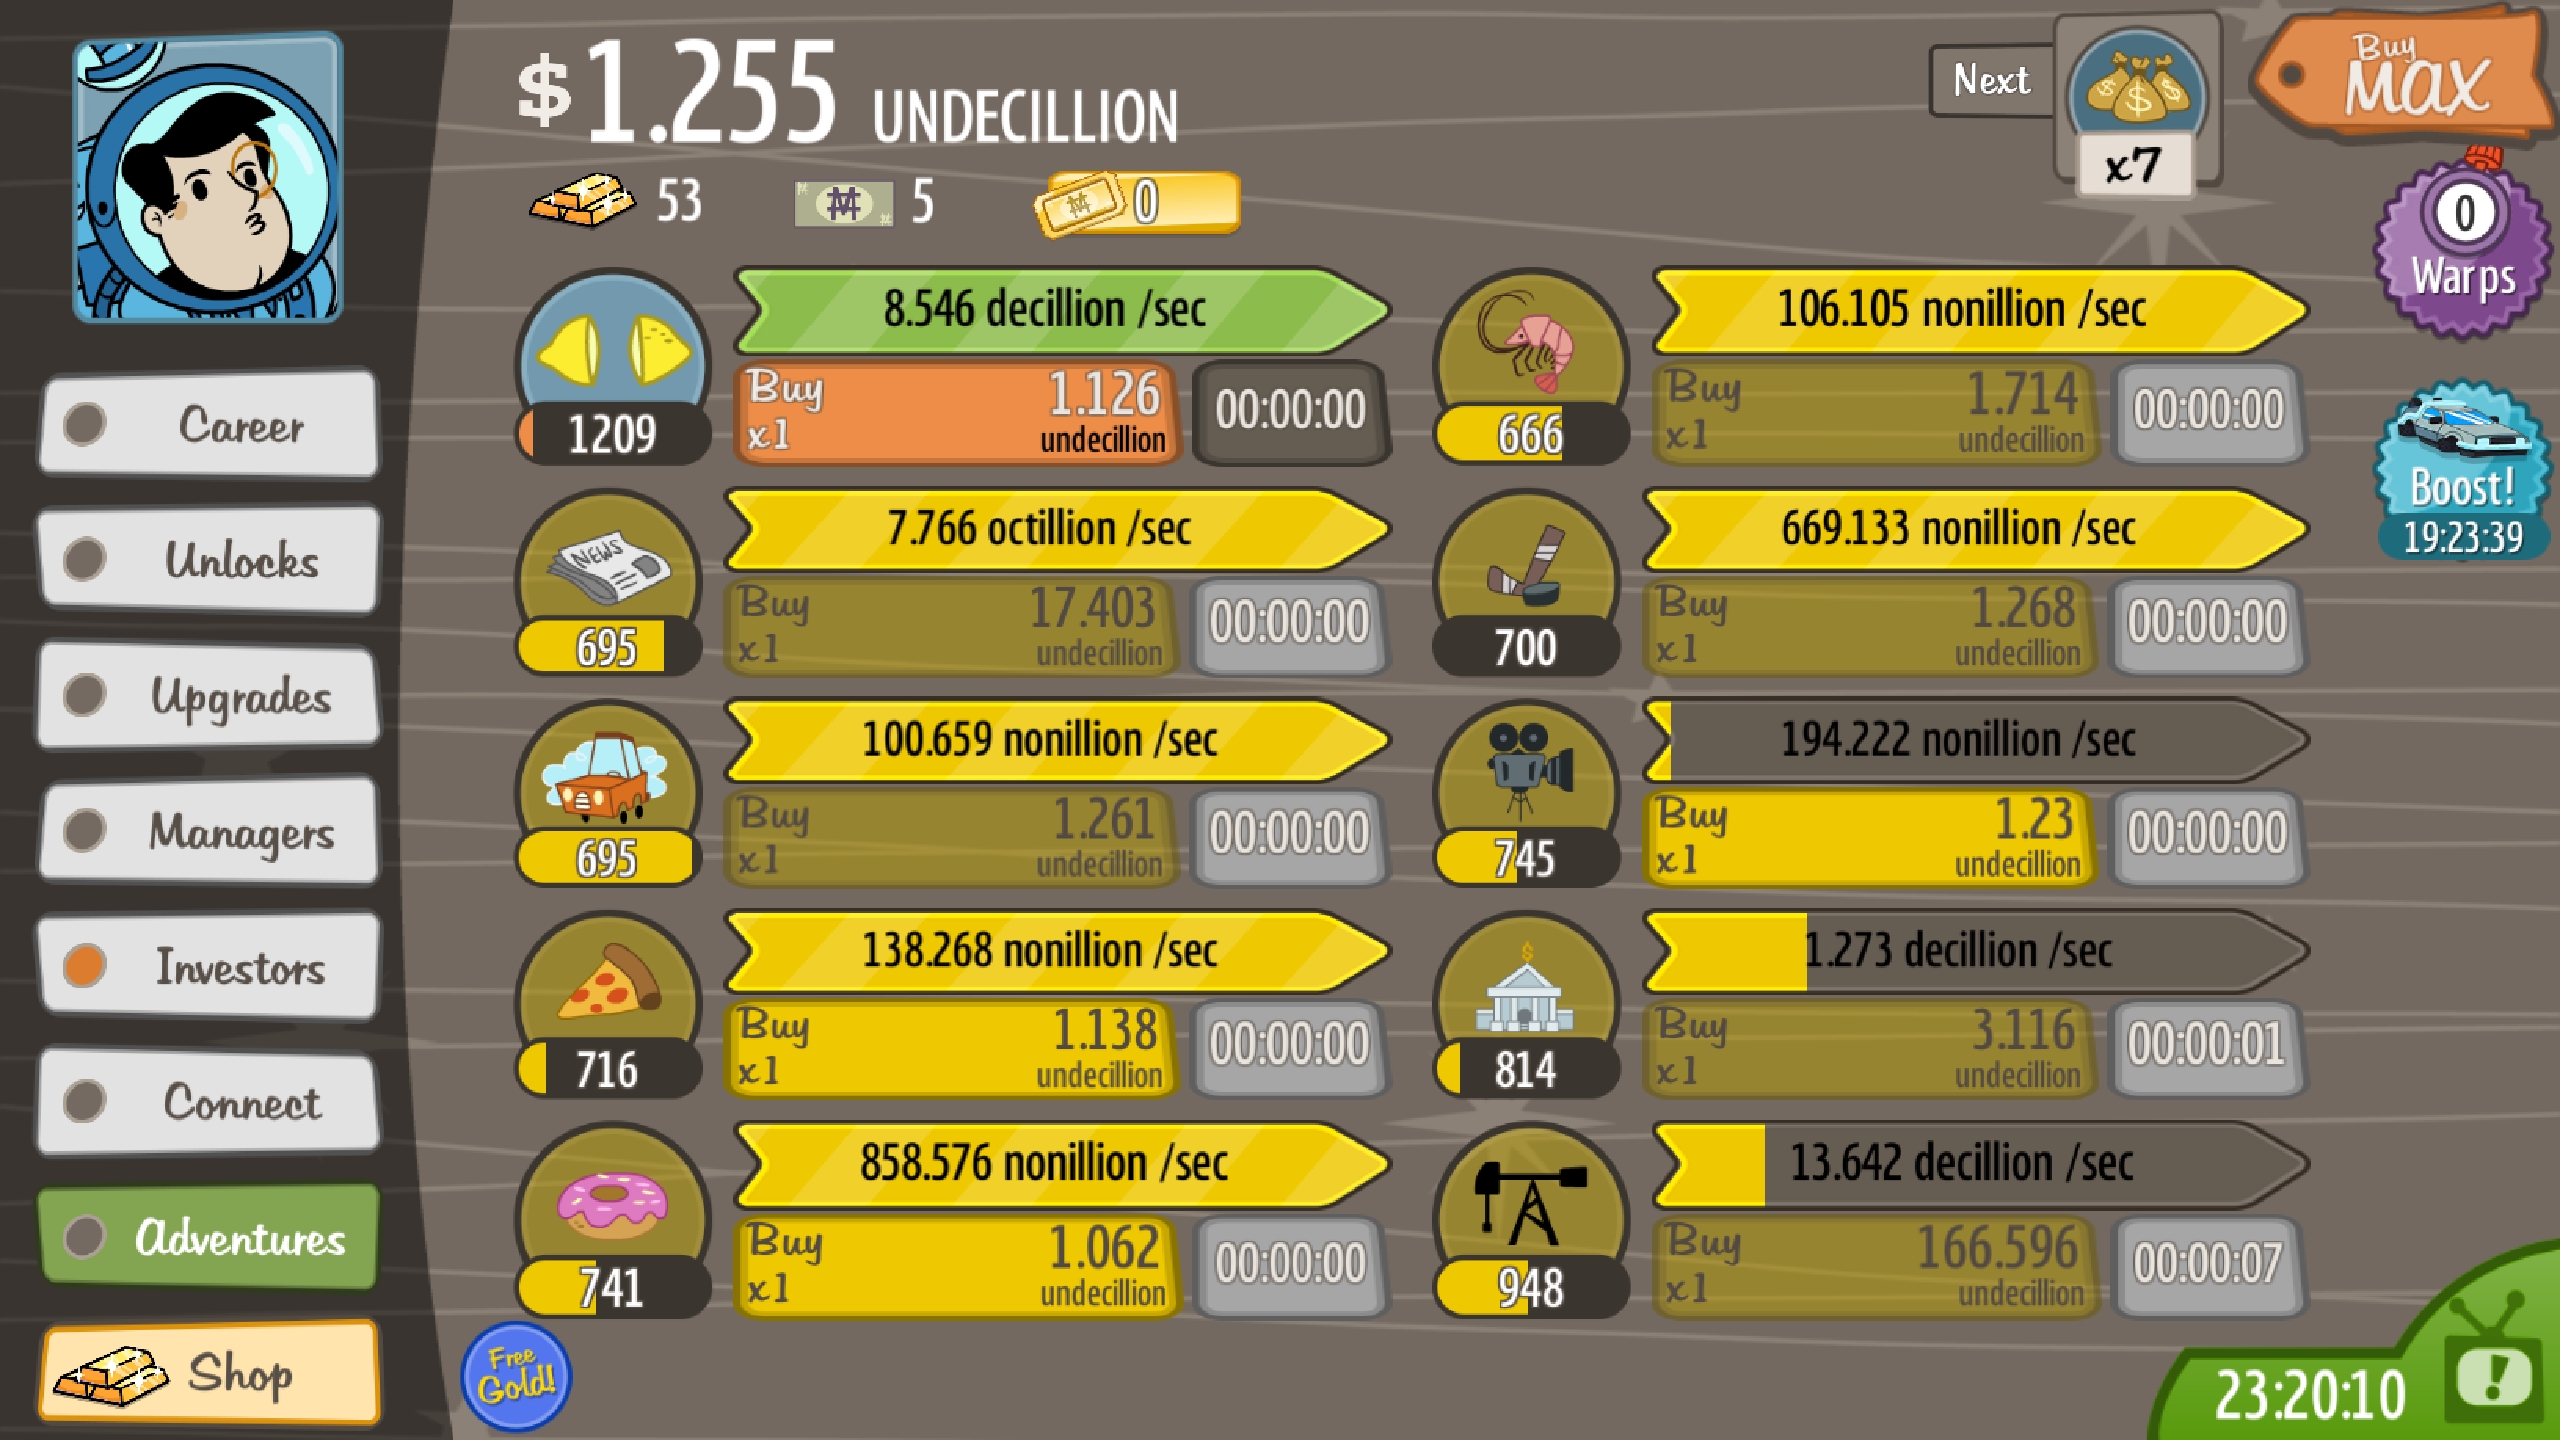 $1.255 UNDECILLION
Next
x7
Buy
MAX
53
5
0
0
Warps
Boost!
19:23:39
Career
Unlocks
Upgrades
Managers
Investors
Connect
Adventures
Shop
8.546 decillion /sec
1209
Buy x1
1.126 undecillion
00:00:00
NEWS
7.766 octillion /sec
695
Buy x1
17.403 undecillion
00:00:00
100.659 nonillion /sec
695
Buy x1
1.261 undecillion
00:00:00
138.268 nonillion /sec
716
Buy x1
1.138 undecillion
00:00:00
858.576 nonillion /sec
741
Buy x1
1.062 undecillion
00:00:00
106.105 nonillion /sec
666
Buy x1
1.714 undecillion
00:00:00
669.133 nonillion /sec
700
Buy x1
1.268 undecillion
00:00:00
194.222 nonillion /sec
745
Buy x1
1.23 undecillion
00:00:00
1.273 decillion /sec
814
Buy x1
3.116 undecillion
00:00:01
13.642 decillion /sec
948
Buy x1
166.596 undecillion
00:00:07
Free
Gold!
23:20:10